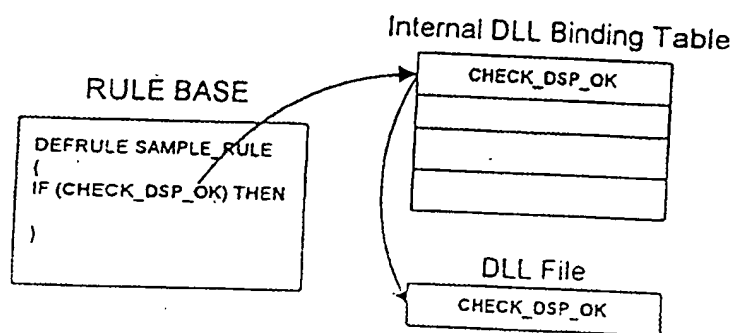 Internal DLL Binding Table
CHECK_DSP_OK
RULE BASE
DEFRULE SAMPLE_RULE
{
IF (CHECK_DSP_OK) THEN
}
DLL File
CHECK_DSP_OK